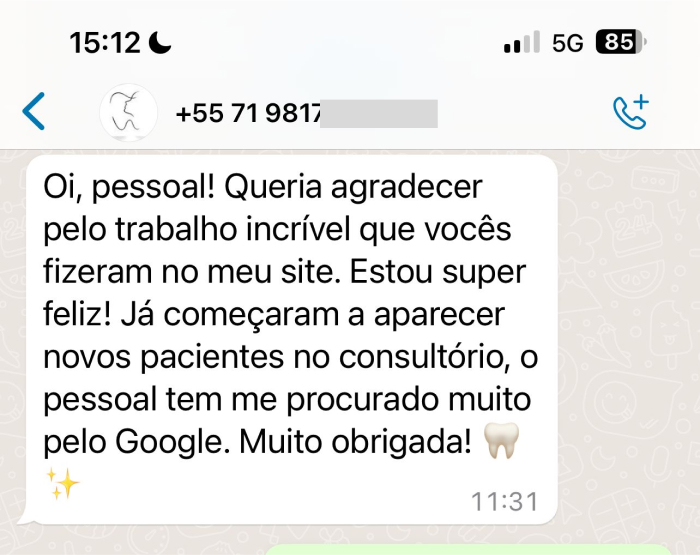 15:12
5G 85
+55 71 9817
Oi, pessoal! Queria agradecer
pelo trabalho incrível que vocês
fizeram no meu site. Estou super
feliz! Já começaram a aparecer
novos pacientes no consultório, o
pessoal tem me procurado muito
pelo Google. Muito obrigada! 🦷
✨
11:31